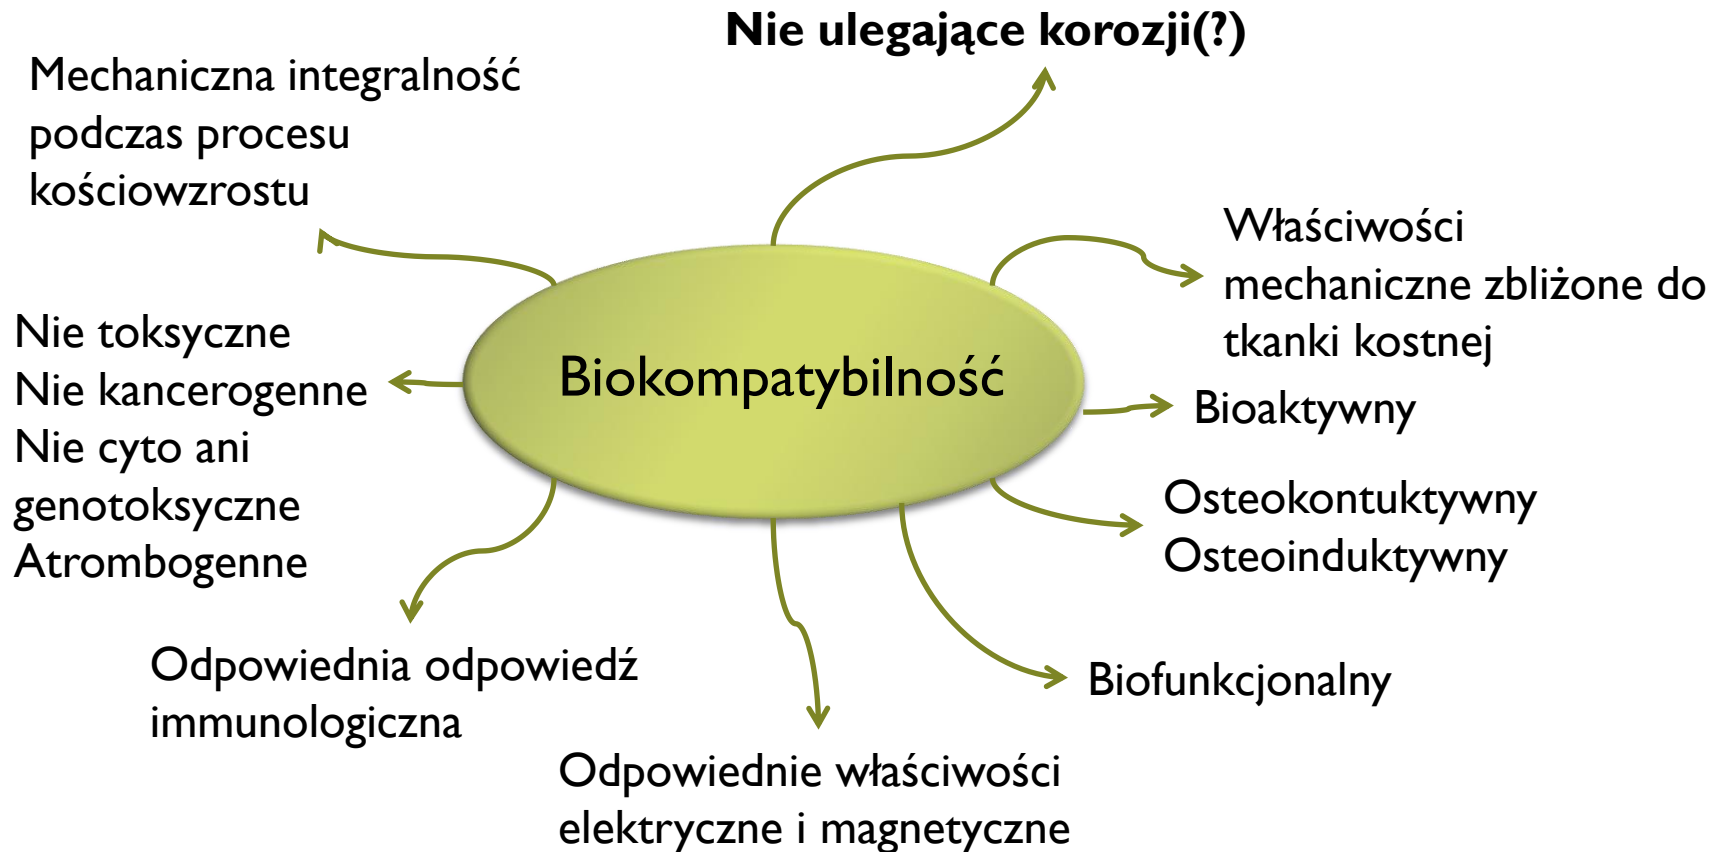 Nie ulegające korozji(?)
Mechaniczna integralność
podczas procesu
kościowzrostu
Właściwości
mechaniczne zbliżone do
tkanki kostnej
Nie toksyczne
Nie kancerogenne
Nie cyto ani
genotoksyczne
Atrombogenne
Biokompatybilność
Bioaktywny
Osteokontuktywny
Osteoinduktywny
Odpowiednia odpowiedź
immunologiczna
Biofunkcjonalny
Odpowiednie właściwości
elektryczne i magnetyczne